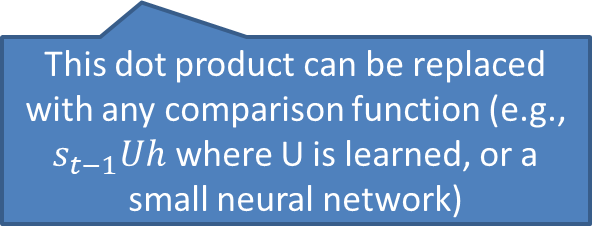 This dot product can be replaced
with any comparison function (e.g.,
$s_{t-1}Uh$ where U is learned, or a
small neural network)